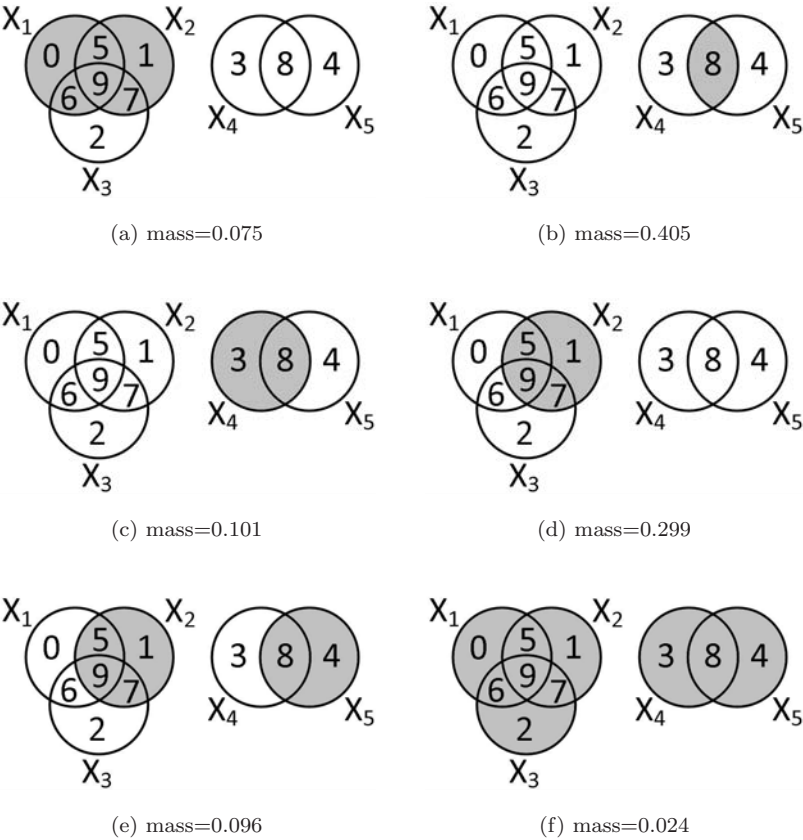 X1 X2
0 5 1 3 8 4
6 9 7
2
X4 X5
X3
(a) mass=0.075
X1 X2
0 5 1 3 8 4
6 9 7
2
X4 X5
X3
(b) mass=0.405
X1 X2
0 5 1 3 8 4
6 9 7
2
X4 X5
X3
(c) mass=0.101
X1 X2
0 5 1 3 8 4
6 9 7
2
X4 X5
X3
(d) mass=0.299
X1 X2
0 5 1 3 8 4
6 9 7
2
X4 X5
X3
(e) mass=0.096
X1 X2
0 5 1 3 8 4
6 9 7
2
X4 X5
X3
(f) mass=0.024